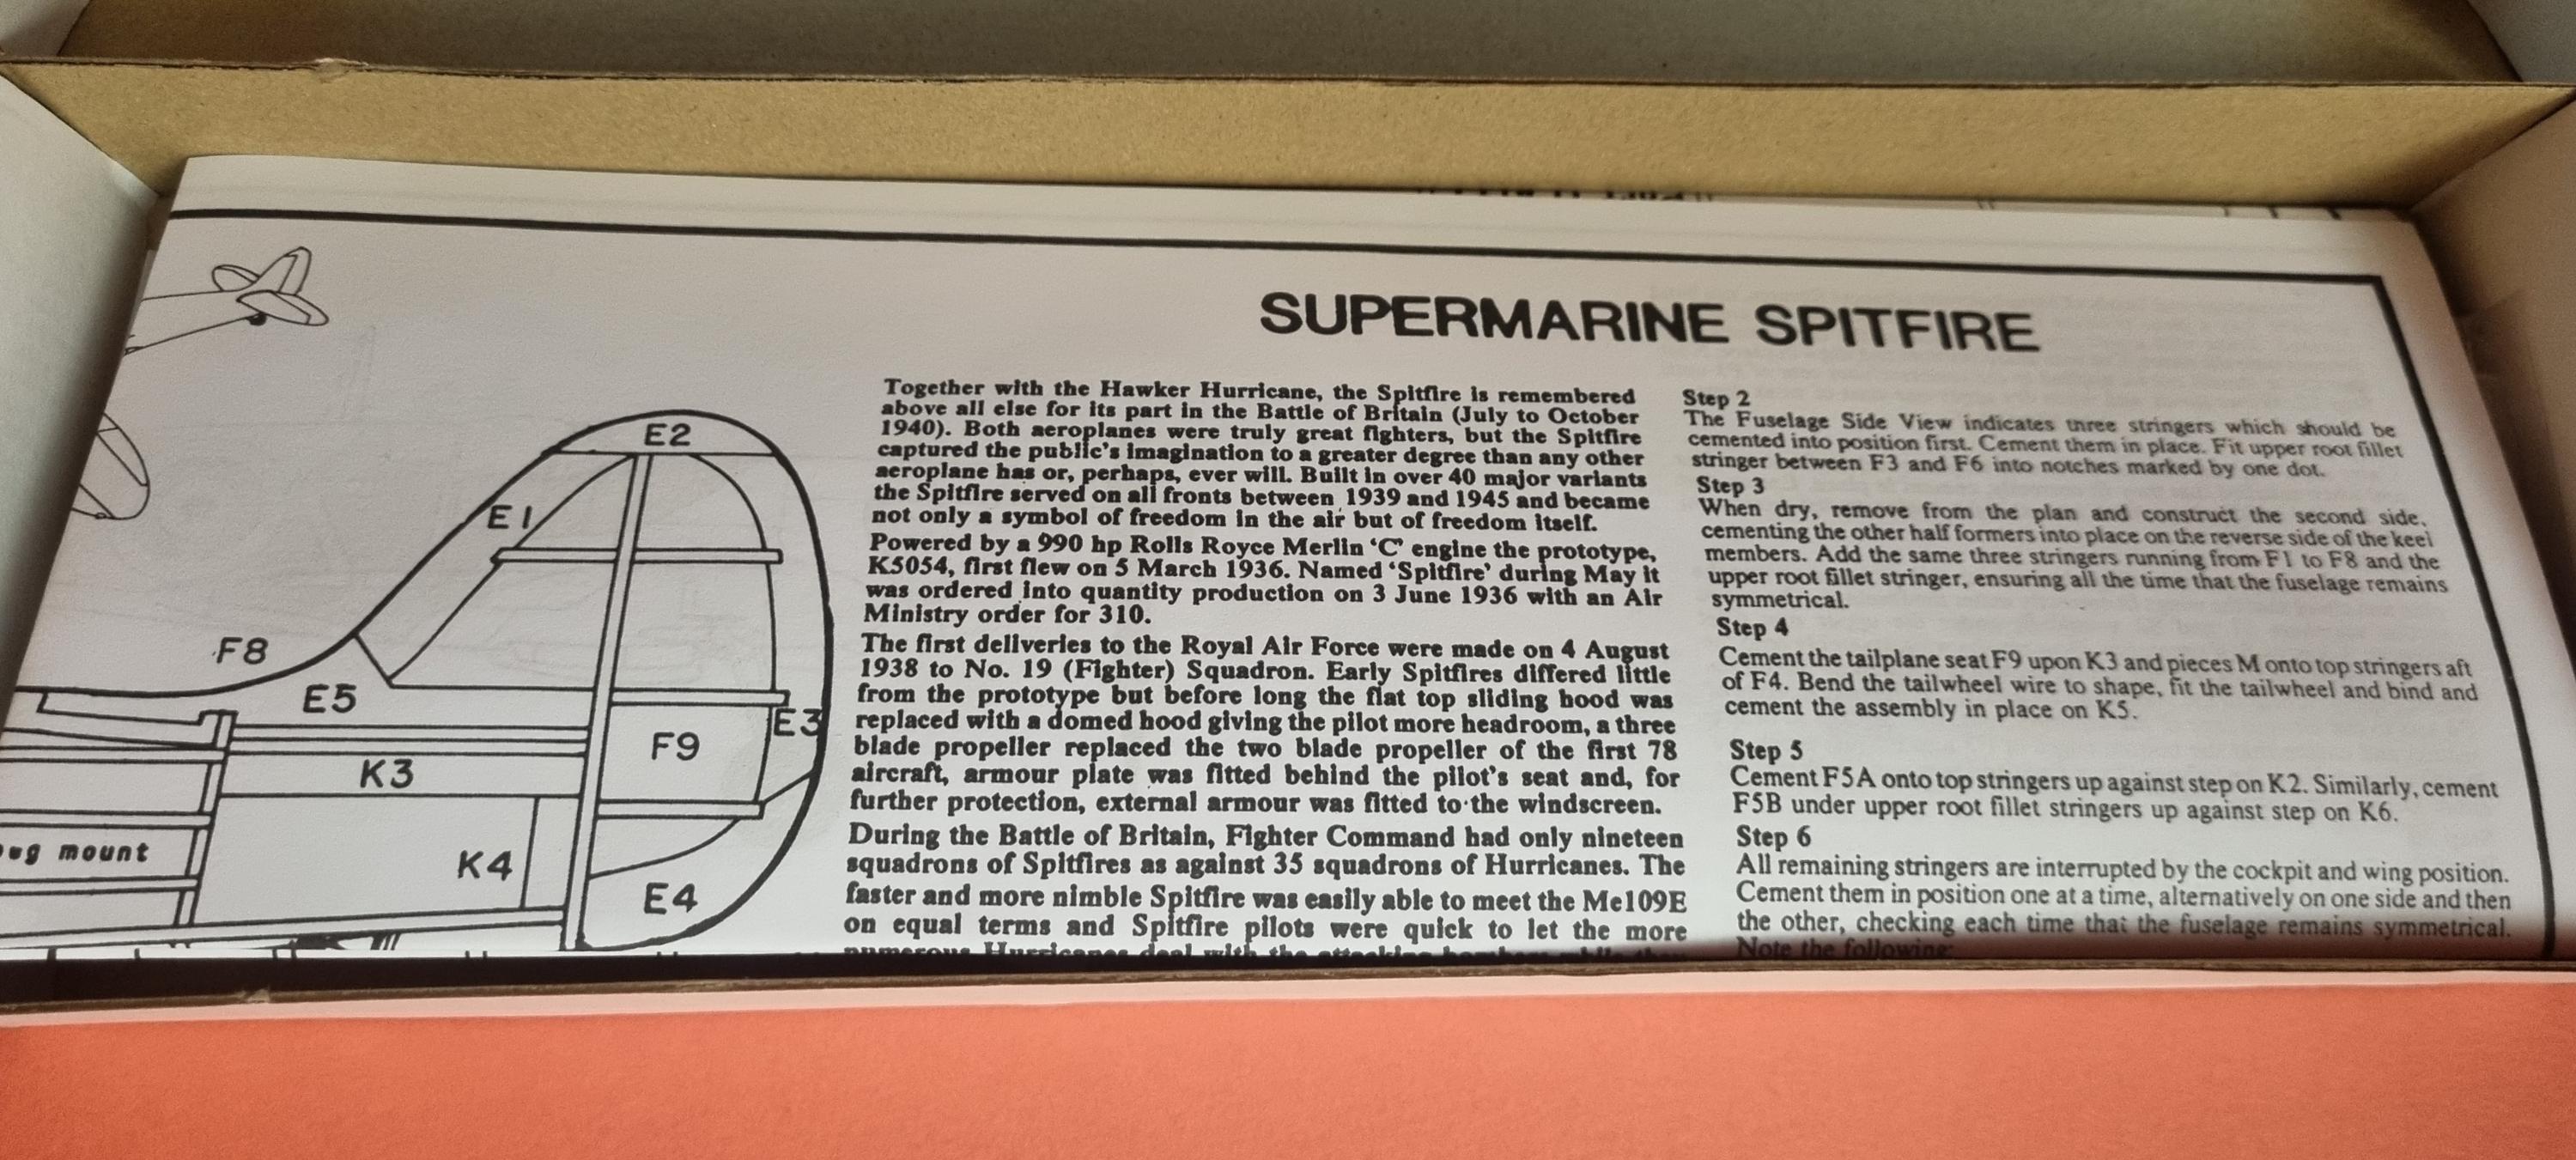 SUPERMARINE SPITFIRE
E2
E1
F8
E5
E3
F9
K3
mount
K4
E4
Together with the Hawker Hurricane, the Spitfire is remembered
above all else for its part in the Battle of Britain (July to October
1940). Both aeroplanes were truly great fighters, but the Spitfire
captured the public's imagination to a greater degree than any other
aeroplane has or, perhaps, ever will. Built in over 40 major variants
the Spitfire served on all fronts between 1939 and 1945 and became
not only a symbol of freedom in the air but of freedom itself.
Powered by a 990 hp Rolls Royce Merlin 'C' engine the prototype,
K5054, first flew on 5 March 1936. Named 'Spitfire' during May it
was ordered into quantity production on 3 June 1936 with an Air
Ministry order for 310.
The first deliveries to the Royal Air Force were made on 4 August
1938 to No. 19 (Fighter) Squadron. Early Spitfires differed little
from the prototype but before long the flat top sliding hood was
replaced with a domed hood giving the pilot more headroom, a three
blade propeller replaced the two blade propeller of the first 78
aircraft, armour plate was fitted behind the pilot's seat and, for
further protection, external armour was fitted to the windscreen.
During the Battle of Britain, Fighter Command had only nineteen
squadrons of Spitfires as against 35 squadrons of Hurricanes. The
faster and more nimble Spitfire was easily able to meet the Me109E
on equal terms and Spitfire pilots were quick to let the more
numerous Hurricanes deal with the attacking bombers while they
Step 2
The Fuselage Side View indicates three stringers which should be
cemented into position first. Cement them in place. Fit upper root fillet
stringer between F3 and F6 into notches marked by one dot.
Step 3
When dry, remove from the plan and construct the second side,
cementing the other half formers into place on the reverse side of the keel
members. Add the same three stringers running from F1 to F8 and the
upper root fillet stringer, ensuring all the time that the fuselage remains
symmetrical.
Step 4
Cement the tailplane seat F9 upon K3 and pieces M onto top stringers aft
of F4. Bend the tailwheel wire to shape, fit the tailwheel and bind and
cement the assembly in place on K5.
Step 5
Cement F5A onto top stringers up against step on K2. Similarly, cement
F5B under upper root fillet stringers up against step on K6.
Step 6
All remaining stringers are interrupted by the cockpit and wing position.
Cement them in position one at a time, alternatively on one side and then
the other, checking each time that the fuselage remains symmetrical.
Note the following: